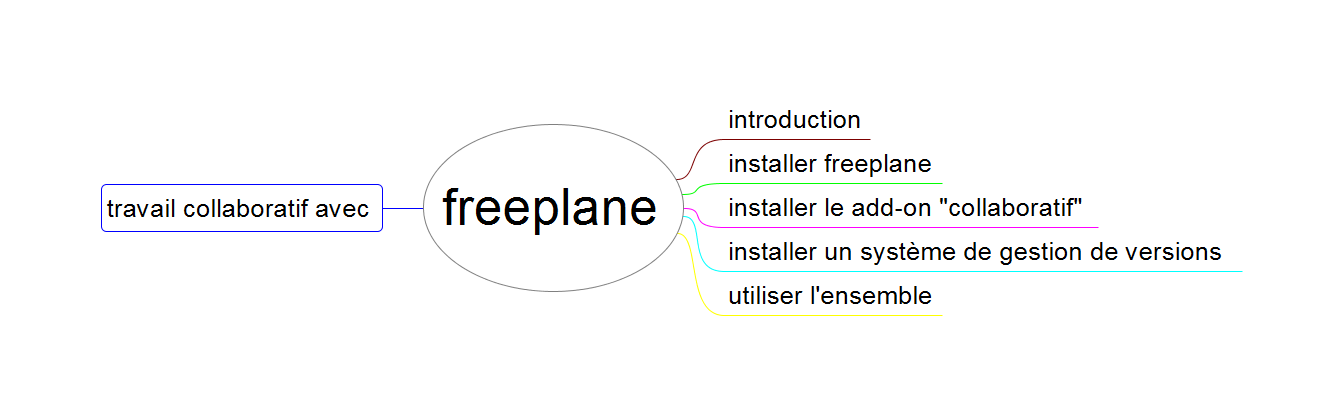 travail collaboratif avec
freeplane
introduction
installer freeplane
installer le add-on "collaboratif"
installer un système de gestion de versions
utiliser l'ensemble